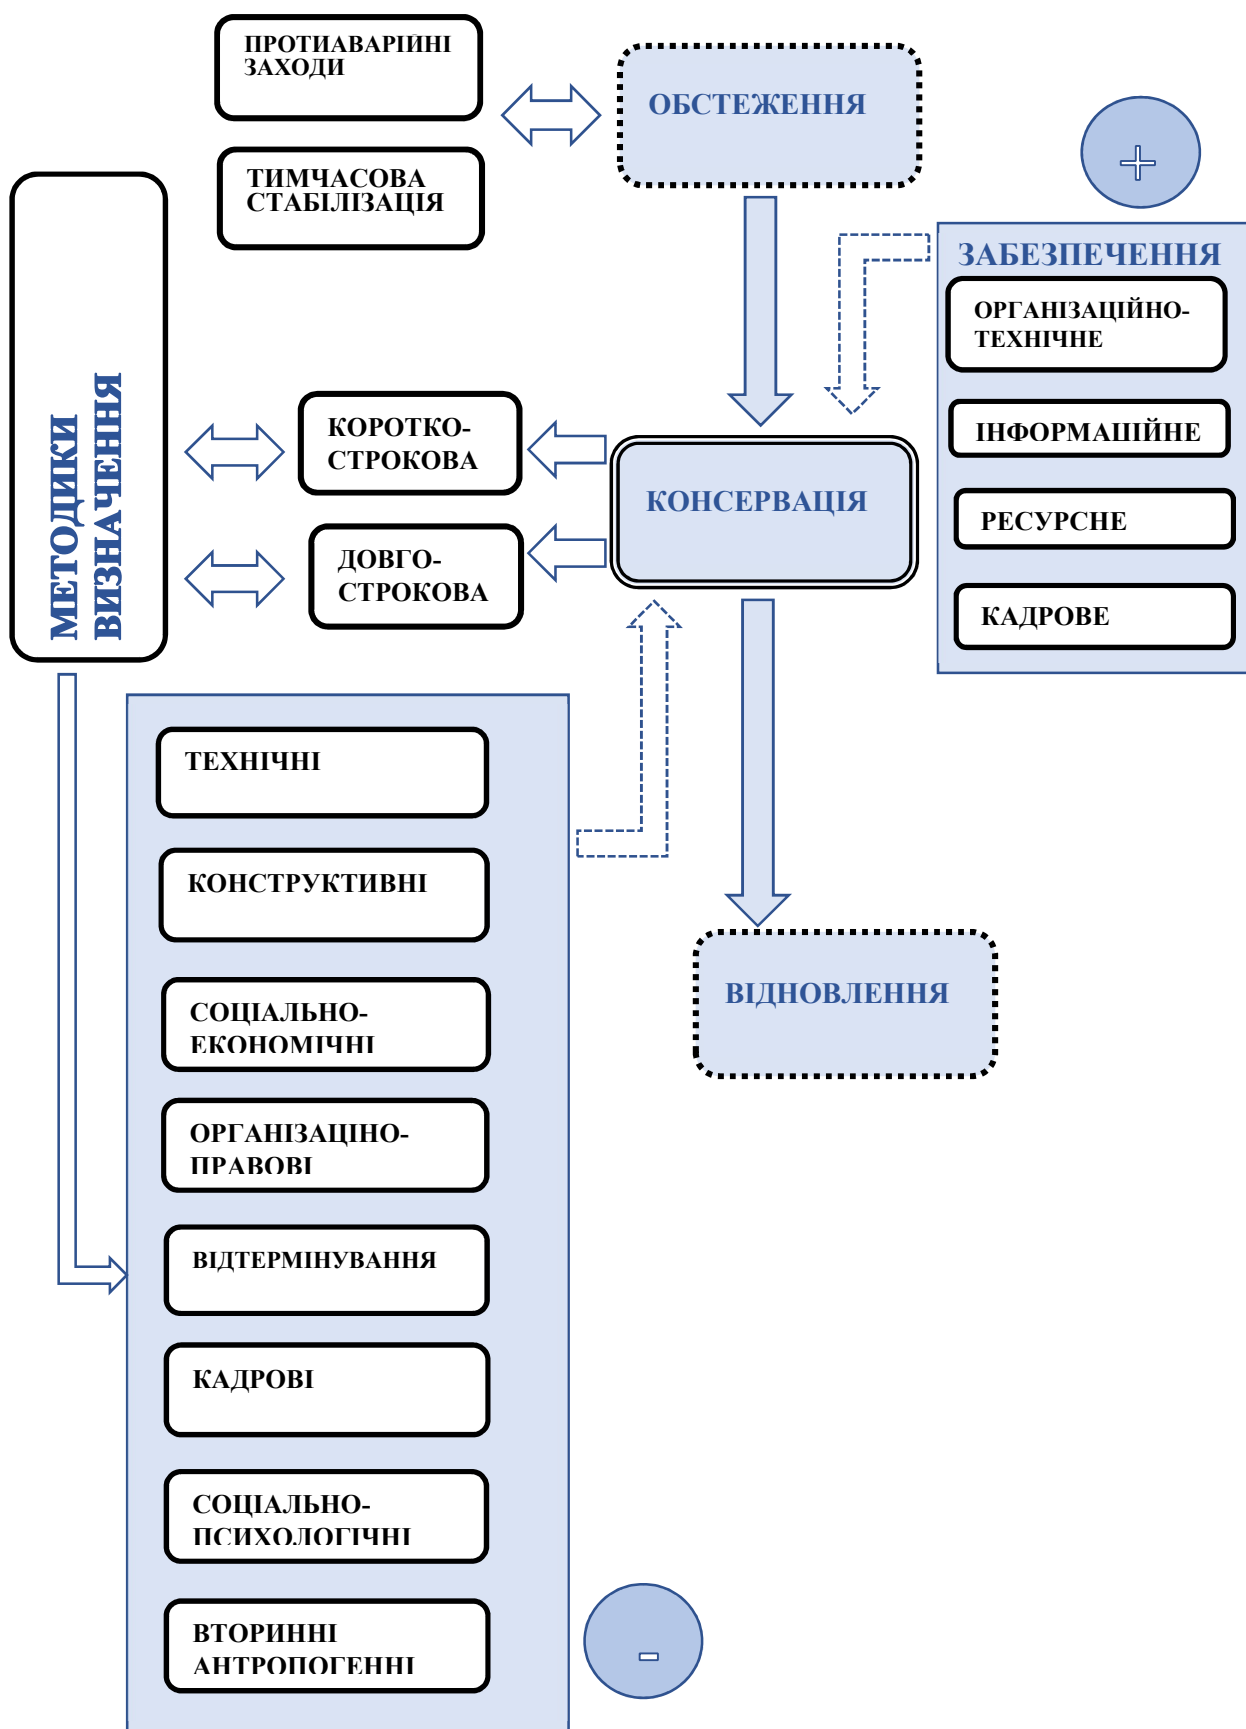 ПРОТИАВАРІЙНІ
ЗАХОДИ
ОБСТЕЖЕННЯ
+
ТИМЧАСОВА
СТАБІЛІЗАЦІЯ
ЗАБЕЗПЕЧЕННЯ
ОРГАНІЗАЦІЙНО-
ТЕХНІЧНЕ
ІНФОРМАШІЙНЕ
РЕСУРСНЕ
КАДРОВЕ
МЕТОДИКИ
ВИЗНАЧЕННЯ
КОРОТКО-
СТРОКОВА
КОНСЕРВАЦІЯ
ДОВГО-
СТРОКОВА
ТЕХНІЧНІ
КОНСТРУКТИВНІ
ВІДНОВЛЕННЯ
СОЦІАЛЬНО-
ЕКОНОМІЧНІ
ОРГАНІЗАЦІНО-
ПРАВОВІ
ВІДТЕРМІНУВАННЯ
КАДРОВІ
СОЦІАЛЬНО-
ПСИХОЛОГІЧНІ
ВТОРИННІ
АНТРОПОГЕННІ
-